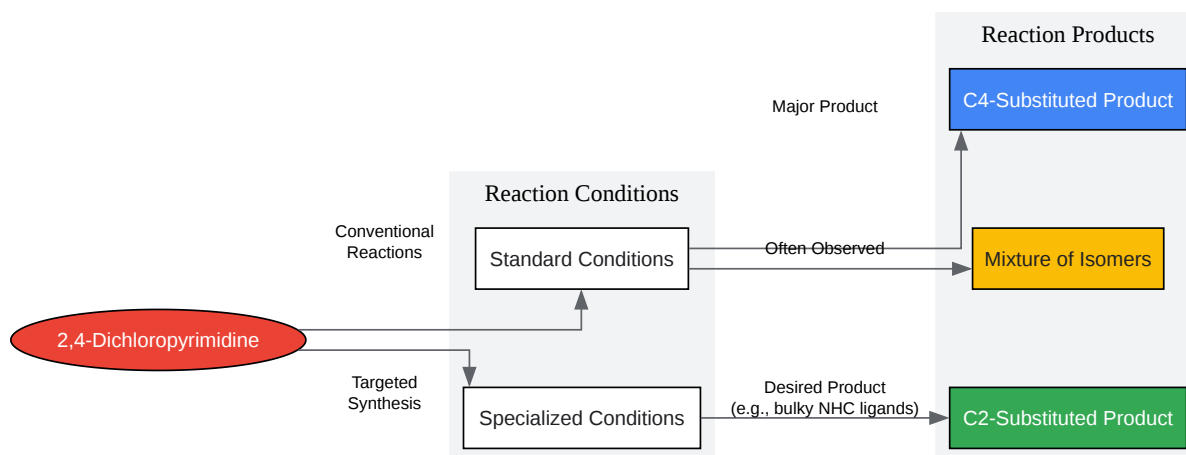 Reaction Products
C4-Substituted Product
Major Product
Reaction Conditions
Conventional
Reactions
Standard Conditions
Often Observed
Mixture of Isomers
2,4-Dichloropyrimidine
Targeted
Synthesis
Specialized Conditions
Desired Product
(e.g., bulky NHC ligands)
C2-Substituted Product